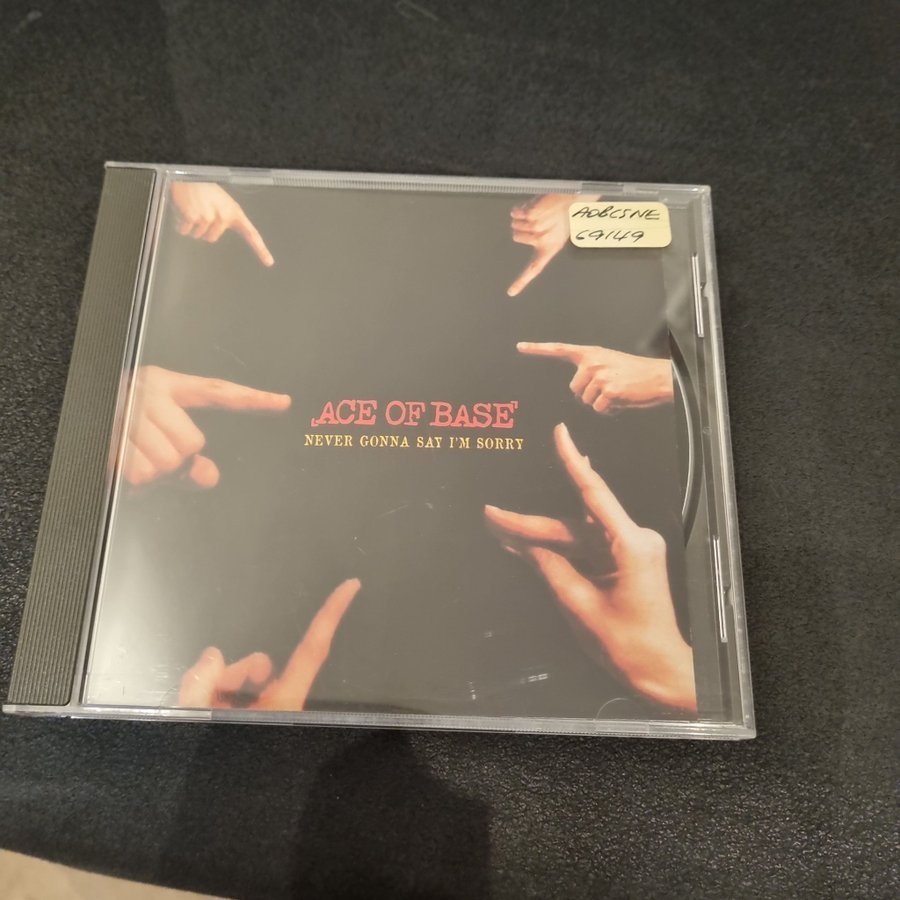 AOBCSNE
69149
ACE OF BASE
NEVER GONNA SAY I'M SORRY